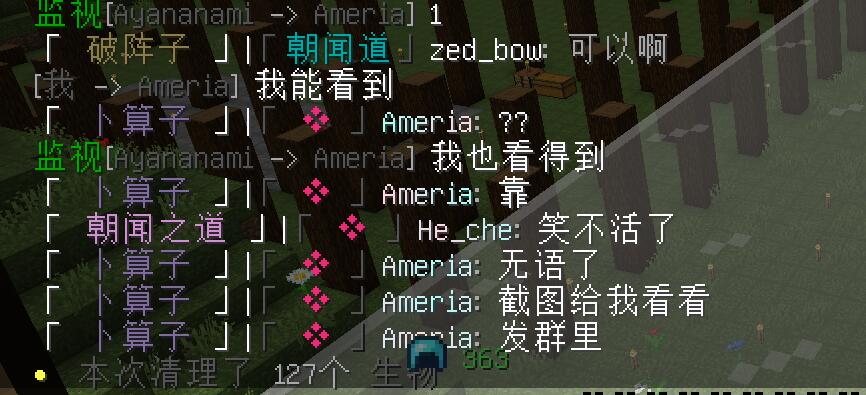 监视[Ayananami -> Ameria] 1
「 破阵子 」|「 朝闻道 」 zed_bow: 可以啊
[我 -> Ameria] 我能看到
「 卜算子 」|「 ❖ 」 Ameria: ??
监视[Ayananami -> Ameria] 我也看得到
「 卜算子 」|「 ❖ 」 Ameria: 靠
「 朝闻之道 」|「 ❖ 」 He_che: 笑不活了
「 卜算子 」|「 ❖ 」 Ameria: 无语了
「 卜算子 」|「 ❖ 」 Ameria: 截图给我看看
「 卜算子 」|「 ❖ 」 Ameria: 发群里
● 本次清理了 127个 生物
363